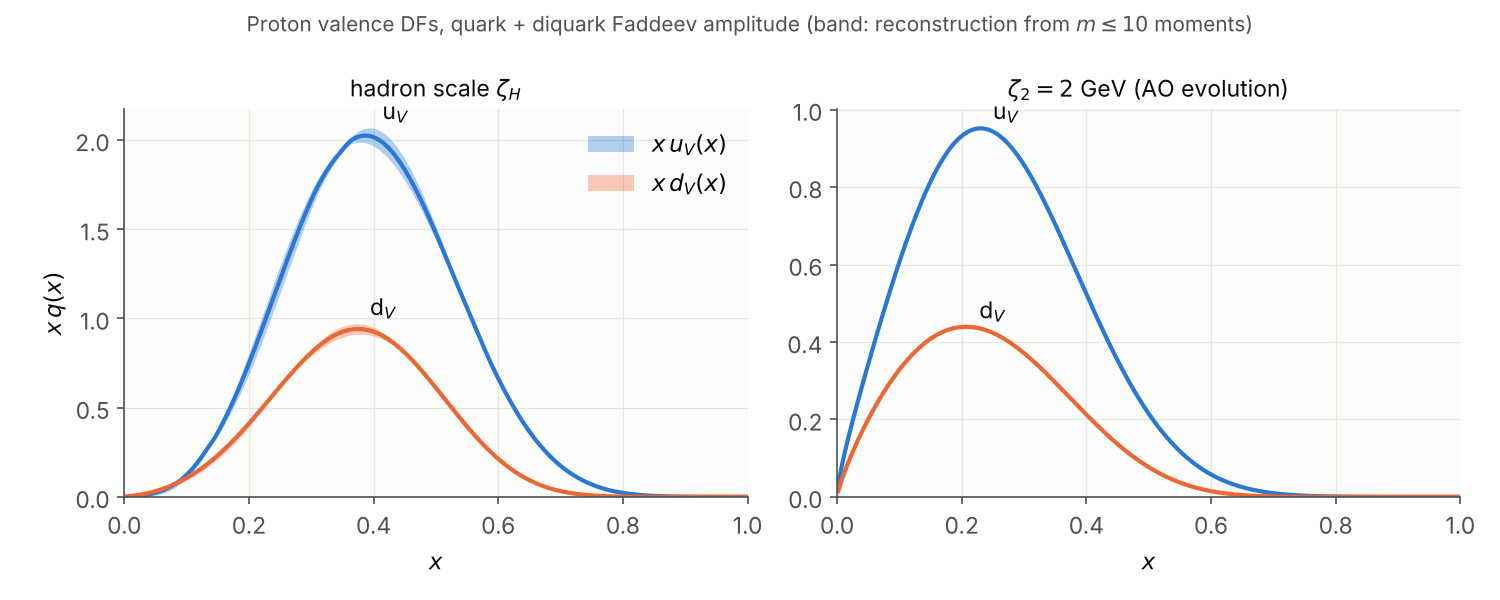 Proton valence DFs, quark + diquark Faddeev amplitude (band: reconstruction from m ≤ 10 moments)
hadron scale ζ_H
u_V
x u_V(x)
x d_V(x)
d_V
2.0
1.5
1.0
0.5
0.0
x q(x)
0.0 0.2 0.4 0.6 0.8 1.0
x
ζ_2 = 2 GeV (AO evolution)
u_V
d_V
1.0
0.8
0.6
0.4
0.2
0.0
0.0 0.2 0.4 0.6 0.8 1.0
x